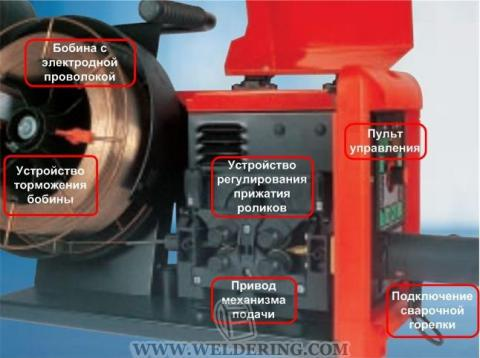 Бобина с
электродной
проволокой
Пульт
управления
Устройство
торможения
бобины
Устройство
регулирования
прижатия
роликов
Привод
механизма
подачи
Подключение
сварочной
горелки
WWW.WELDERING.COM